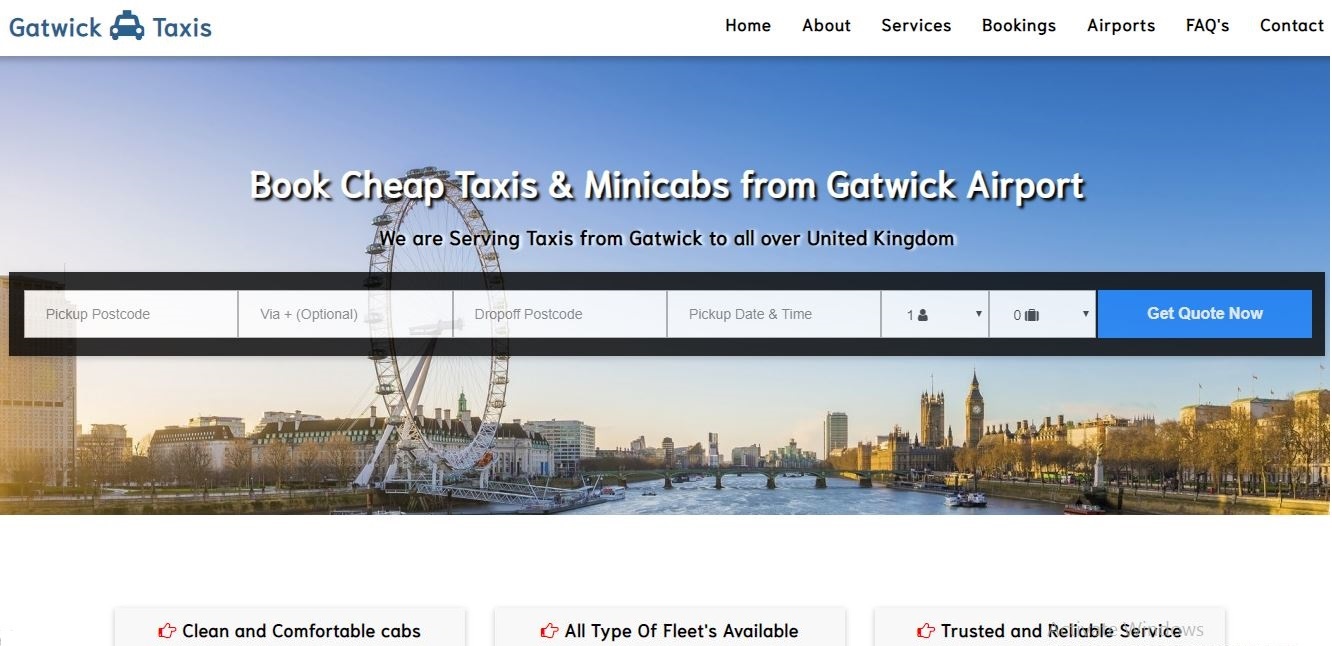 Gatwick Taxis
Home About Services Bookings Airports FAQ's Contact
Book Cheap Taxis & Minicabs from Gatwick Airport
We are Serving Taxis from Gatwick to all over United Kingdom
Pickup Postcode Via + (Optional) Dropoff Postcode Pickup Date & Time 1 0 Get Quote Now
Clean and Comfortable cabs All Type Of Fleet's Available Trusted and Reliable Service
Activate Windows